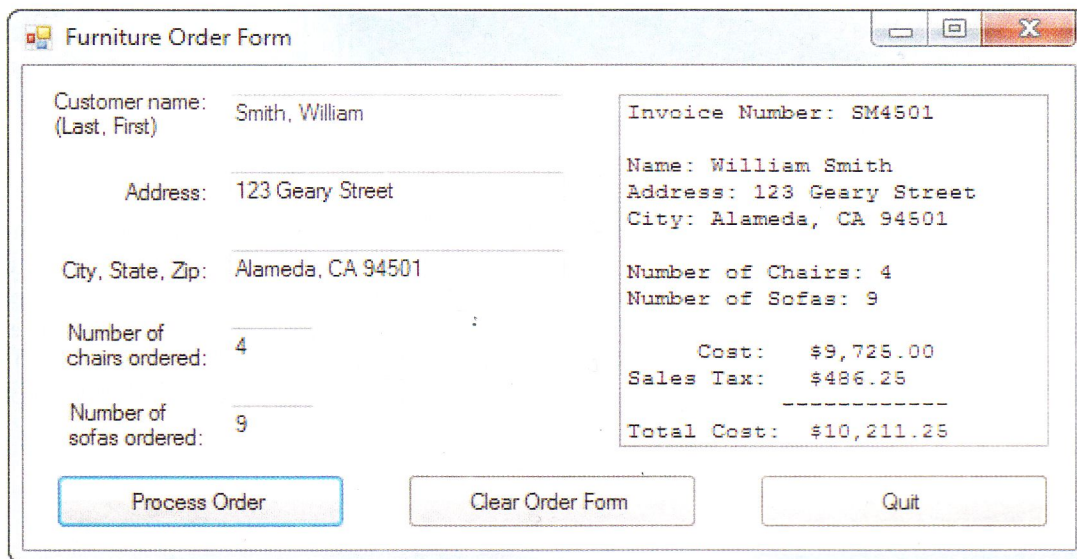 Furniture Order Form
Customer name:
(Last, First)
Smith, William
Address:
123 Geary Street
City, State, Zip:
Alameda, CA 94501
Number of
chairs ordered:
4
Number of
sofas ordered:
9
Invoice Number: SM4501
Name: William Smith
Address: 123 Geary Street
City: Alameda, CA 94501
Number of Chairs: 4
Number of Sofas: 9
Cost: $9,725.00
Sales Tax: $486.25
------------
Total Cost: $10,211.25
Process Order
Clear Order Form
Quit